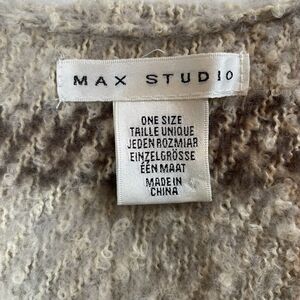 MAX STUDIO
ONE SIZE
TAILLE UNIQUE
JEDEN ROZMIAR
EINZELGRÖSSE
ÉÉN MAAT
MADE IN
CHINA